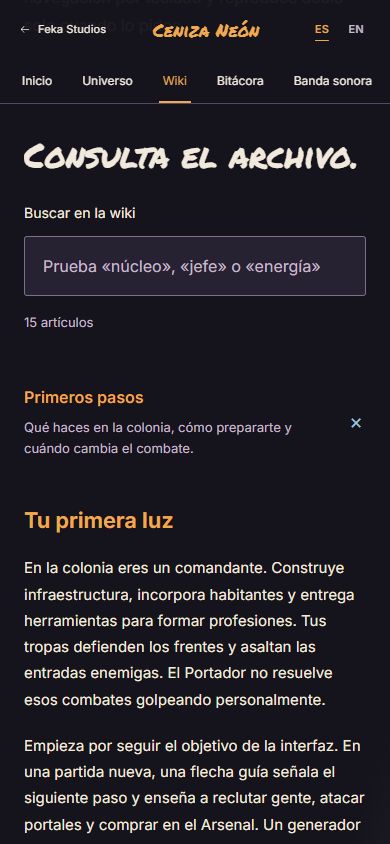 ← Feka Studios
Ceniza Neón
ES
EN
Inicio
Universo
Wiki
Bitácora
Banda sonora
Consulta el archivo.
Buscar en la wiki
Prueba «núcleo», «jefe» o «energía»
15 artículos
Primeros pasos
Qué haces en la colonia, cómo prepararte y
cuándo cambia el combate.
Tu primera luz
En la colonia eres un comandante. Construye
infraestructura, incorpora habitantes y entrega
herramientas para formar profesiones. Tus
tropas defienden los frentes y asaltan las
entradas enemigas. El Portador no resuelve
esos combates golpeando personalmente.
Empieza por seguir el objetivo de la interfaz. En
una partida nueva, una flecha guía señala el
siguiente paso y enseña a reclutar gente, atacar
portales y comprar en el Arsenal. Un generador